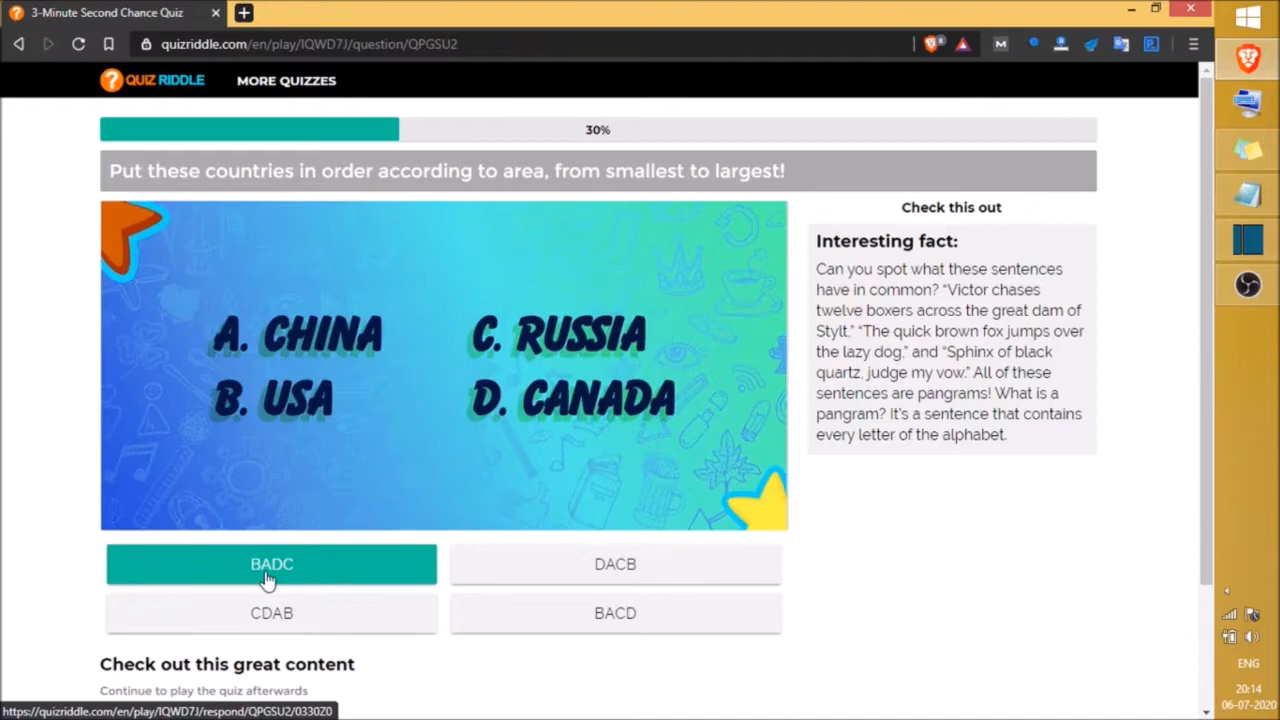 3-Minute Second Chance Quiz
quizriddle.com/en/play/IQWD7J/question/QPGSU2
QUIZ RIDDLE
MORE QUIZZES
30%
Put these countries in order according to area, from smallest to largest!
A. CHINA
C. RUSSIA
B. USA
D. CANADA
Check this out
Interesting fact:
Can you spot what these sentences
have in common? “Victor chases
twelve boxers across the great dam of
Stylt,” “The quick brown fox jumps over
the lazy dog,” and “Sphinx of black
quartz, judge my vow.” All of these
sentences are pangrams! What is a
pangram? It’s a sentence that contains
every letter of the alphabet.
BADC
DACB
CDAB
BACD
Check out this great content
Continue to play the quiz afterwards
https://quizriddle.com/en/play/IQWD7J/respond/QPGSU2/0330Z0
ENG
20:14
06-07-2020